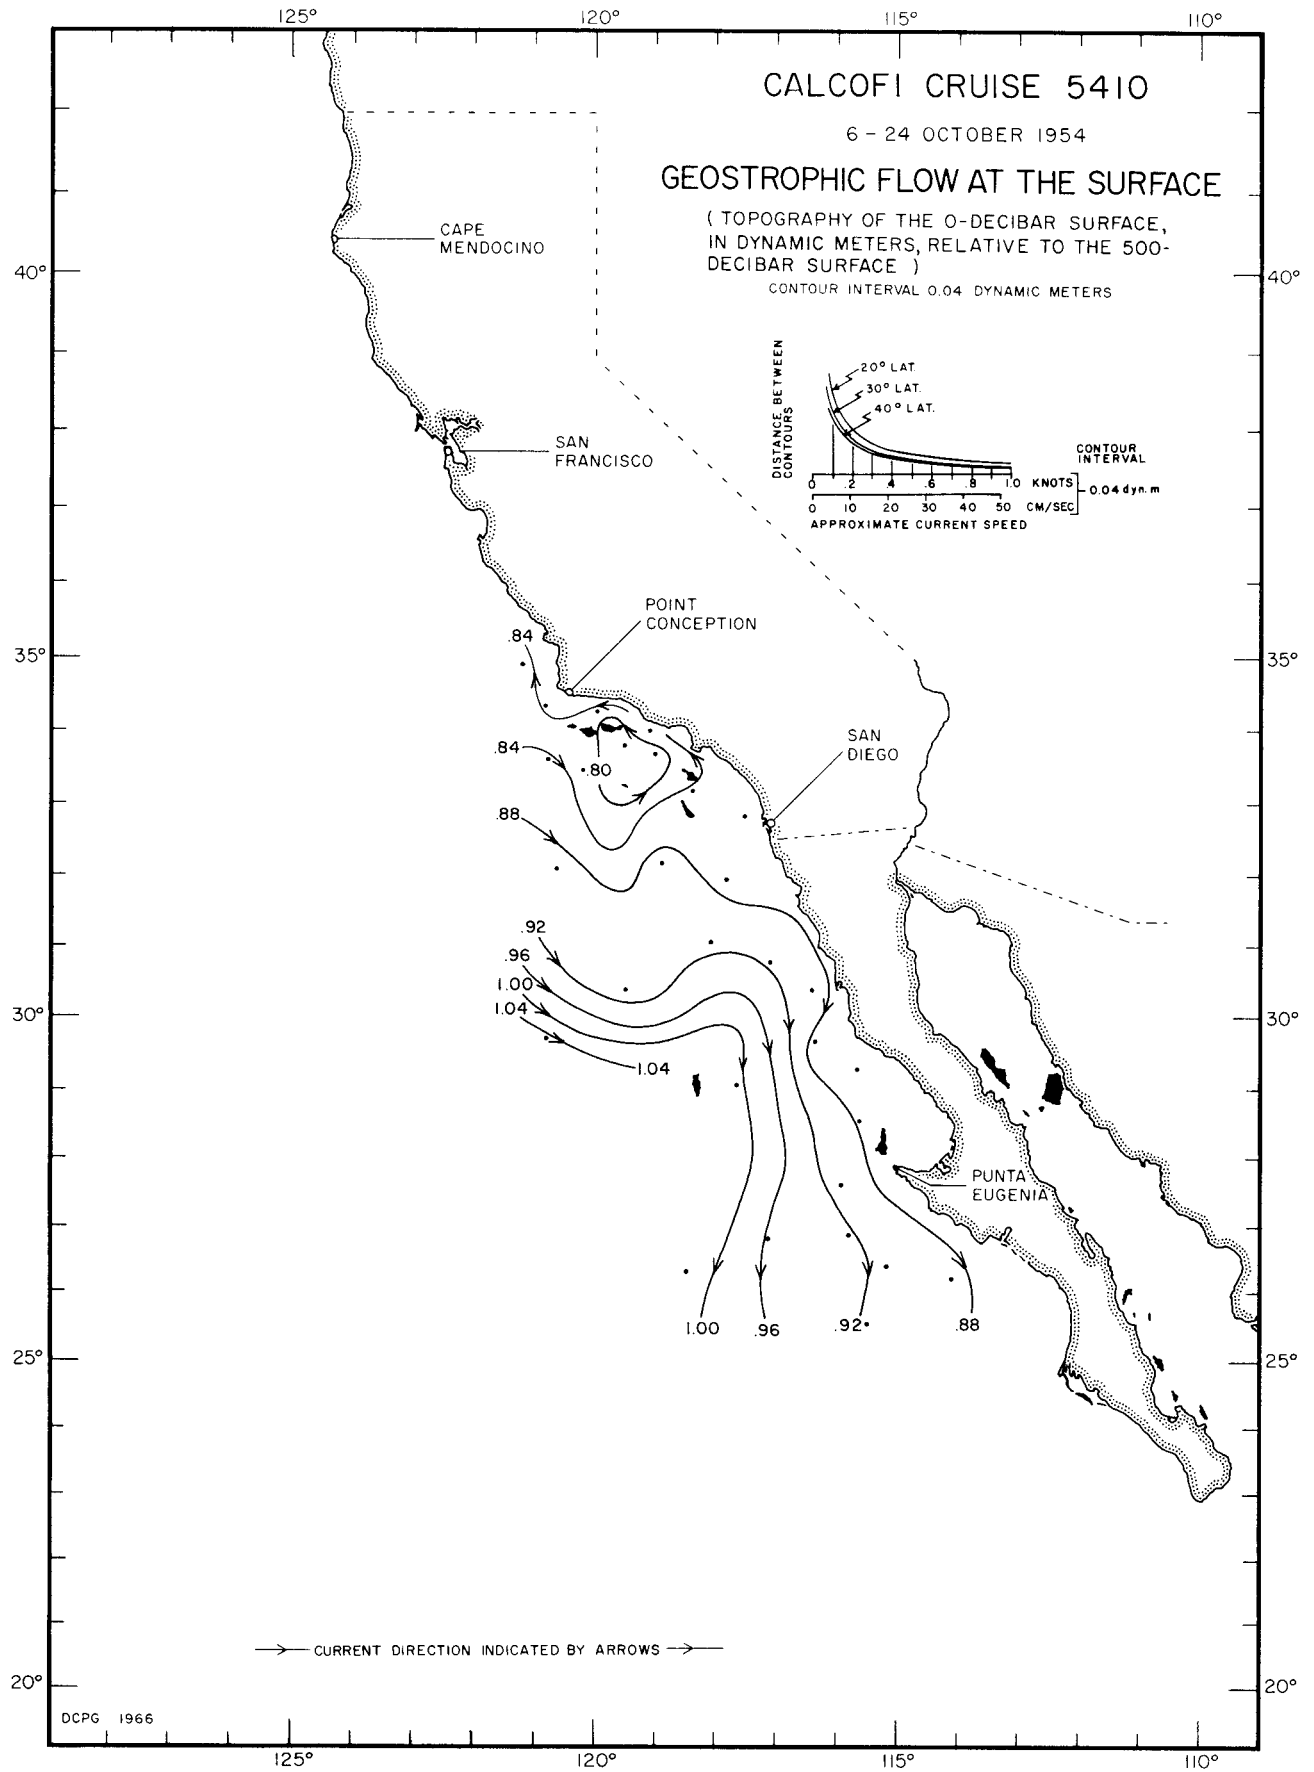 125° 120° 115° 110°
CALCOFI CRUISE 5410
6 - 24 OCTOBER 1954
GEOSTROPHIC FLOW AT THE SURFACE
( TOPOGRAPHY OF THE 0-DECIBAR SURFACE,
IN DYNAMIC METERS, RELATIVE TO THE 500-
DECIBAR SURFACE )
CONTOUR INTERVAL 0.04 DYNAMIC METERS
CAPE
MENDOCINO
40° 40°
DISTANCE BETWEEN
CONTOURS
20° LAT.
30° LAT.
40° LAT.
CONTOUR
INTERVAL
0 .2 .4 .6 .8 1.0 KNOTS
0.04 dyn. m
0 10 20 30 40 50 CM/SEC
APPROXIMATE CURRENT SPEED
SAN
FRANCISCO
POINT
CONCEPTION
.84
35° 35°
SAN
DIEGO
.84
.80
.88
.92
.96
1.00
1.04
30° 30°
1.04
PUNTA
EUGENIA
1.00 .96 .92 .88
25° 25°
CURRENT DIRECTION INDICATED BY ARROWS
20° 20°
DCPG 1966
125° 120° 115° 110°